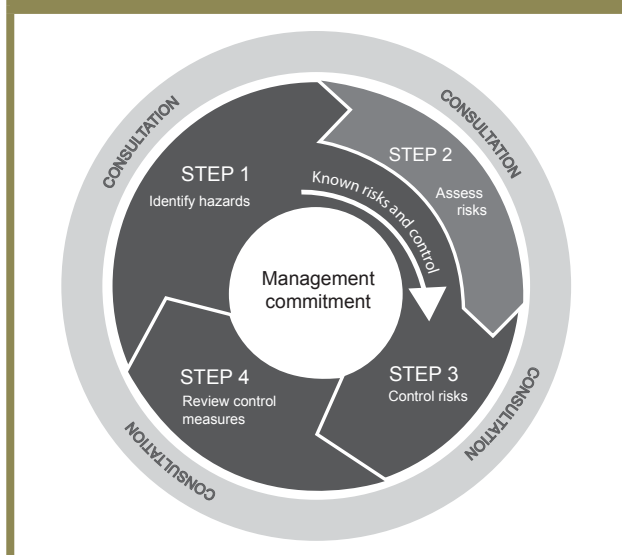 CONSULTATION
CONSULTATION
STEP 1
Identify hazards
STEP 2
Assess
risks
Known risks and control
Management
commitment
STEP 3
Control risks
STEP 4
Review control
measures
CONSULTATION
CONSULTATION